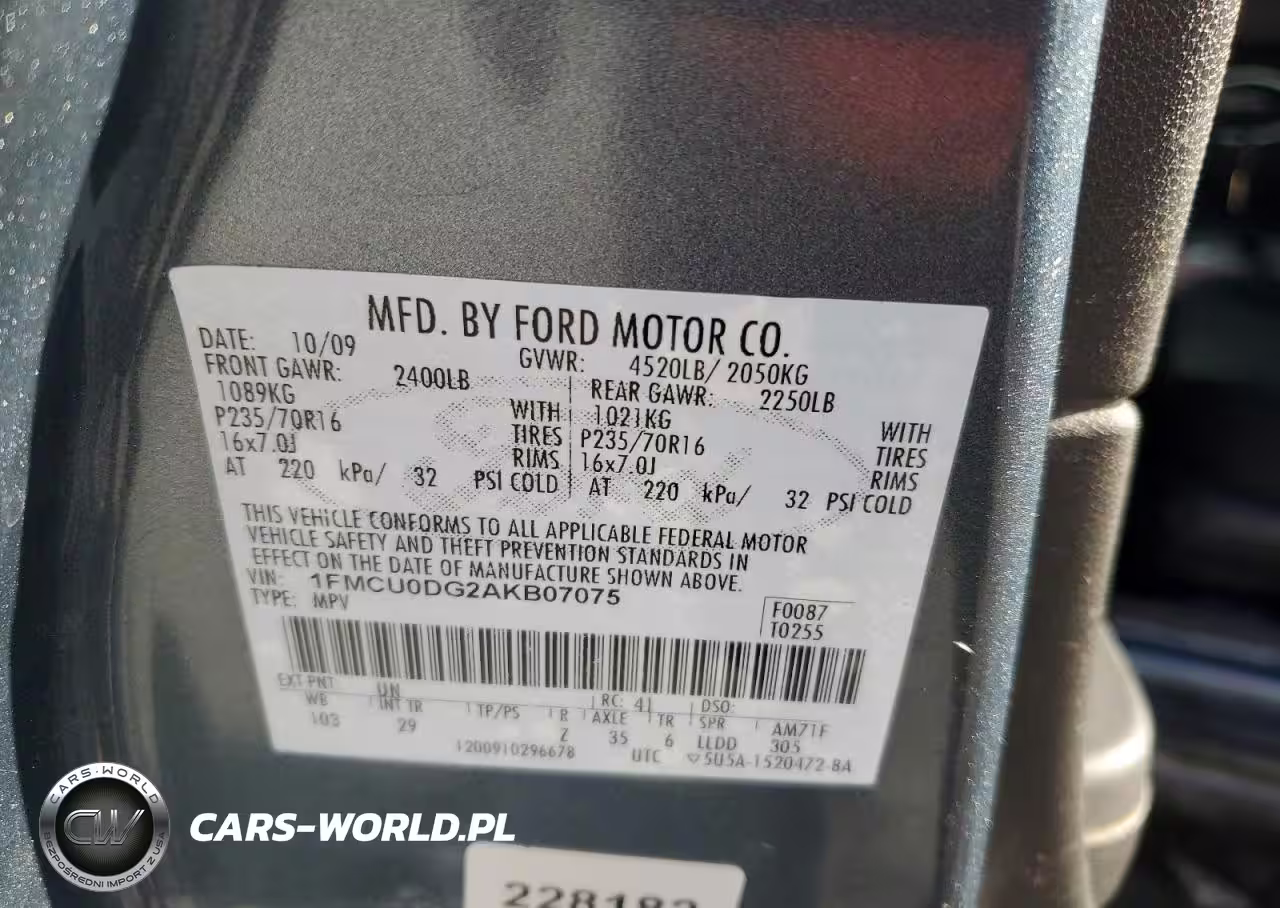 MFD. BY FORD MOTOR CO.
DATE: 10/09 GVWR: 4520LB/ 2050KG
FRONT GAWR: 2400LB REAR GAWR: 2250LB
1089KG WITH 1021KG WITH
P235/70R16 TIRES P235/70R16 TIRES
16x7.0J RIMS 16x7.0J RIMS
AT 220 kPa/ 32 PSI COLD AT 220 kPa/ 32 PSI COLD
THIS VEHICLE CONFORMS TO ALL APPLICABLE FEDERAL MOTOR
VEHICLE SAFETY AND THEFT PREVENTION STANDARDS IN
EFFECT ON THE DATE OF MANUFACTURE SHOWN ABOVE.
VIN: 1FMCU0DG2AKB07075
TYPE: MPV
F0087
T0255
EXT PNT UN RC: 41 DSO:
WB INT TR TP/PS R AXLE TR SPR AM71F
103 29 Z 35 6 LLDD 305
1200910296678 UTC ▽5U5A-1520472-BA
CARS-WORLD
CW
BEZPOŚREDNI IMPORT Z USA
CARS-WORLD.PL